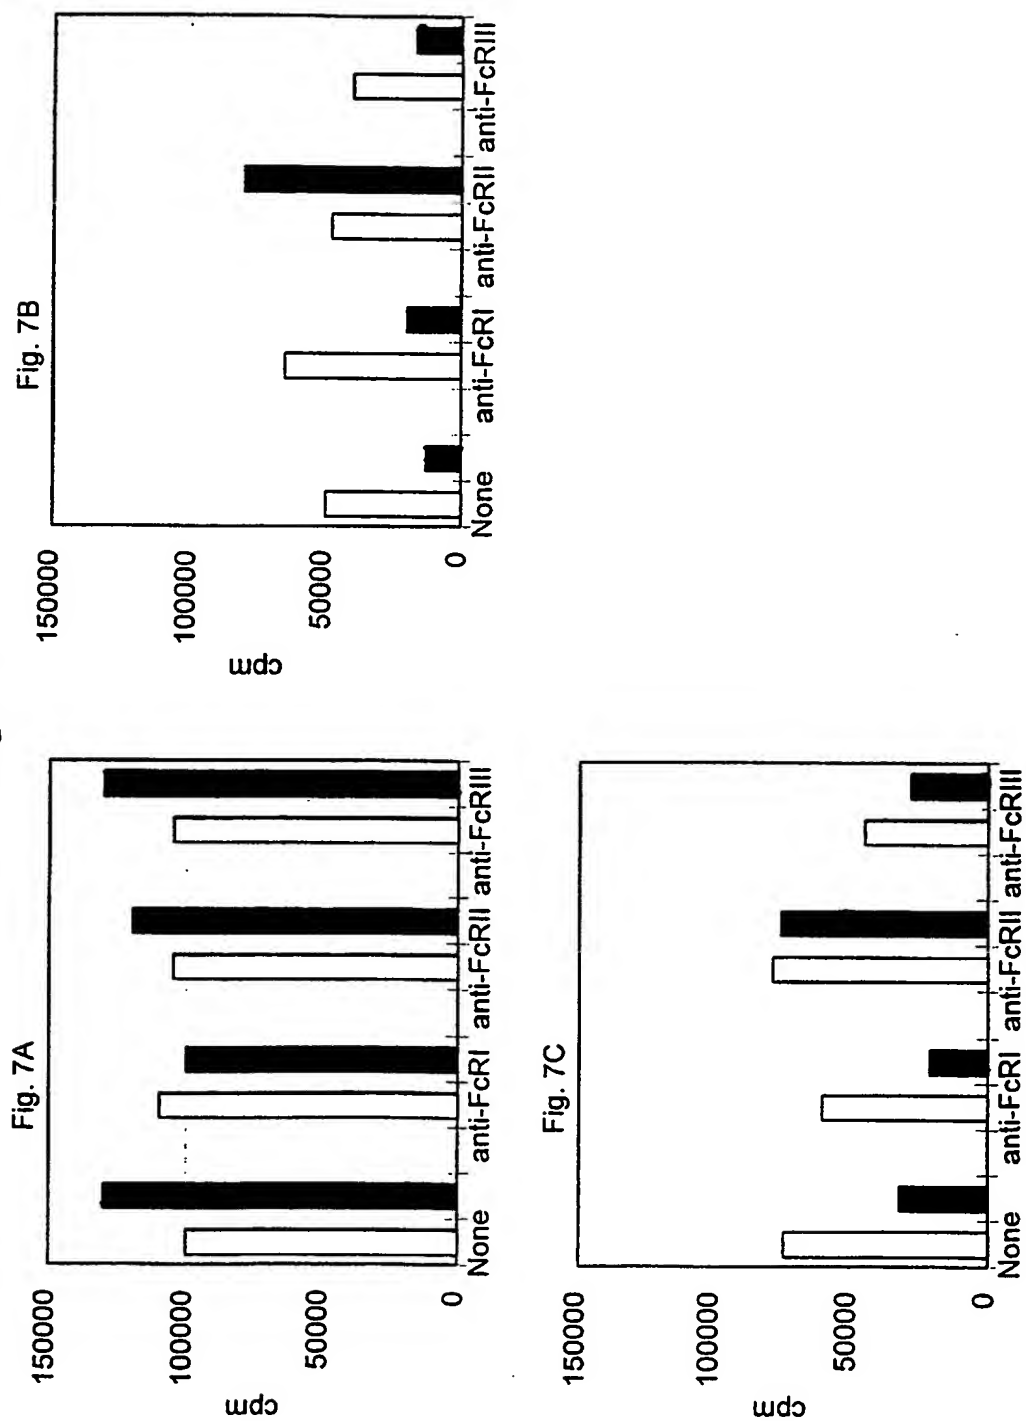 Fig. 7A
150000
100000
50000
0
cpm
None anti-FcRI anti-FcRII anti-FcRIII
Fig. 7B
150000
100000
50000
0
cpm
None anti-FcRI anti-FcRII anti-FcRIII
Fig. 7C
150000
100000
50000
0
cpm
None anti-FcRI anti-FcRII anti-FcRIII